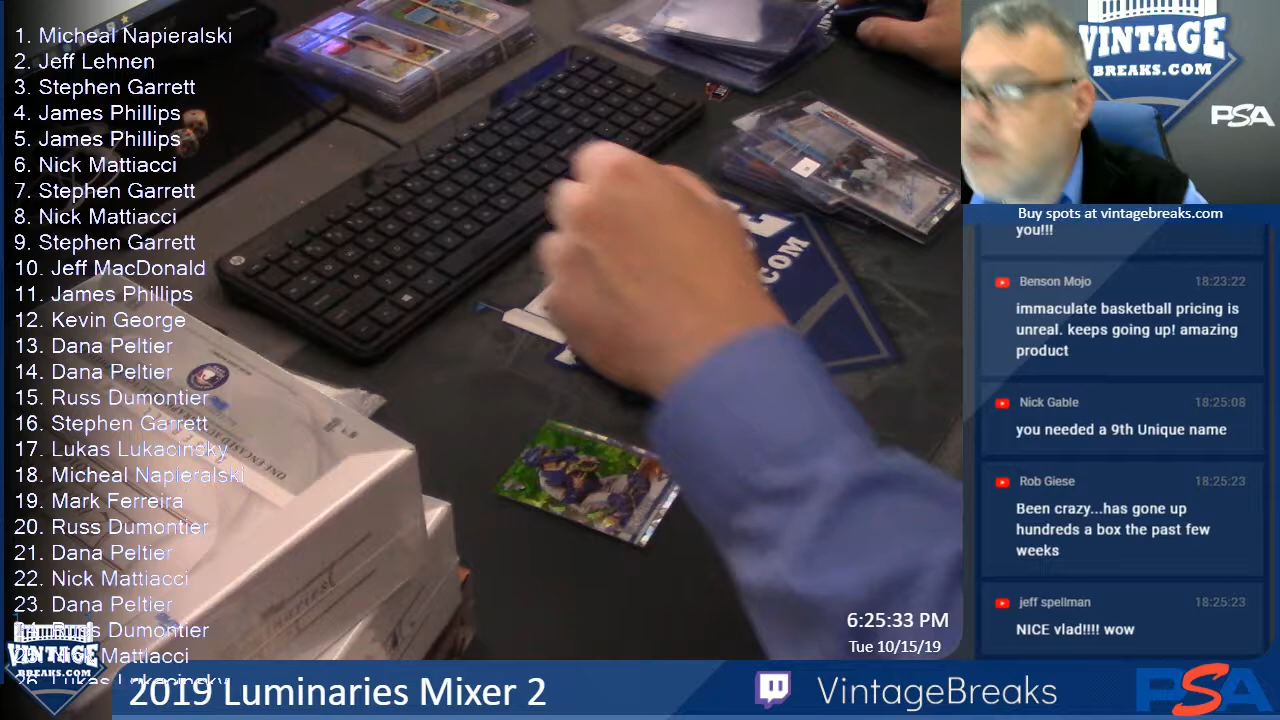 1. Micheal Napieralski
2. Jeff Lehnen
3. Stephen Garrett
4. James Phillips
5. James Phillips
6. Nick Mattiacci
7. Stephen Garrett
8. Nick Mattiacci
9. Stephen Garrett
10. Jeff MacDonald
11. James Phillips
12. Kevin George
13. Dana Peltier
14. Dana Peltier
15. Russ Dumontier
16. Stephen Garrett
17. Lukas Lukacinsky
18. Micheal Napieralski
19. Mark Ferreira
20. Russ Dumontier
21. Dana Peltier
22. Nick Mattiacci
23. Dana Peltier
Russ Dumontier
Mattiacci
VINTAGE
BREAKS.COM
2019 Luminaries Mixer 2
VintageBreaks
PSA
6:25:33 PM
Tue 10/15/19
.COM
VINTAGE
BREAKS.COM
PSA
Buy spots at vintagebreaks.com
you!!!
Benson Mojo 18:23:22
immaculate basketball pricing is
unreal. keeps going up! amazing
product
Nick Gable 18:25:08
you needed a 9th Unique name
Rob Giese 18:25:23
Been crazy...has gone up
hundreds a box the past few
weeks
jeff spellman 18:25:23
NICE vlad!!!! wow